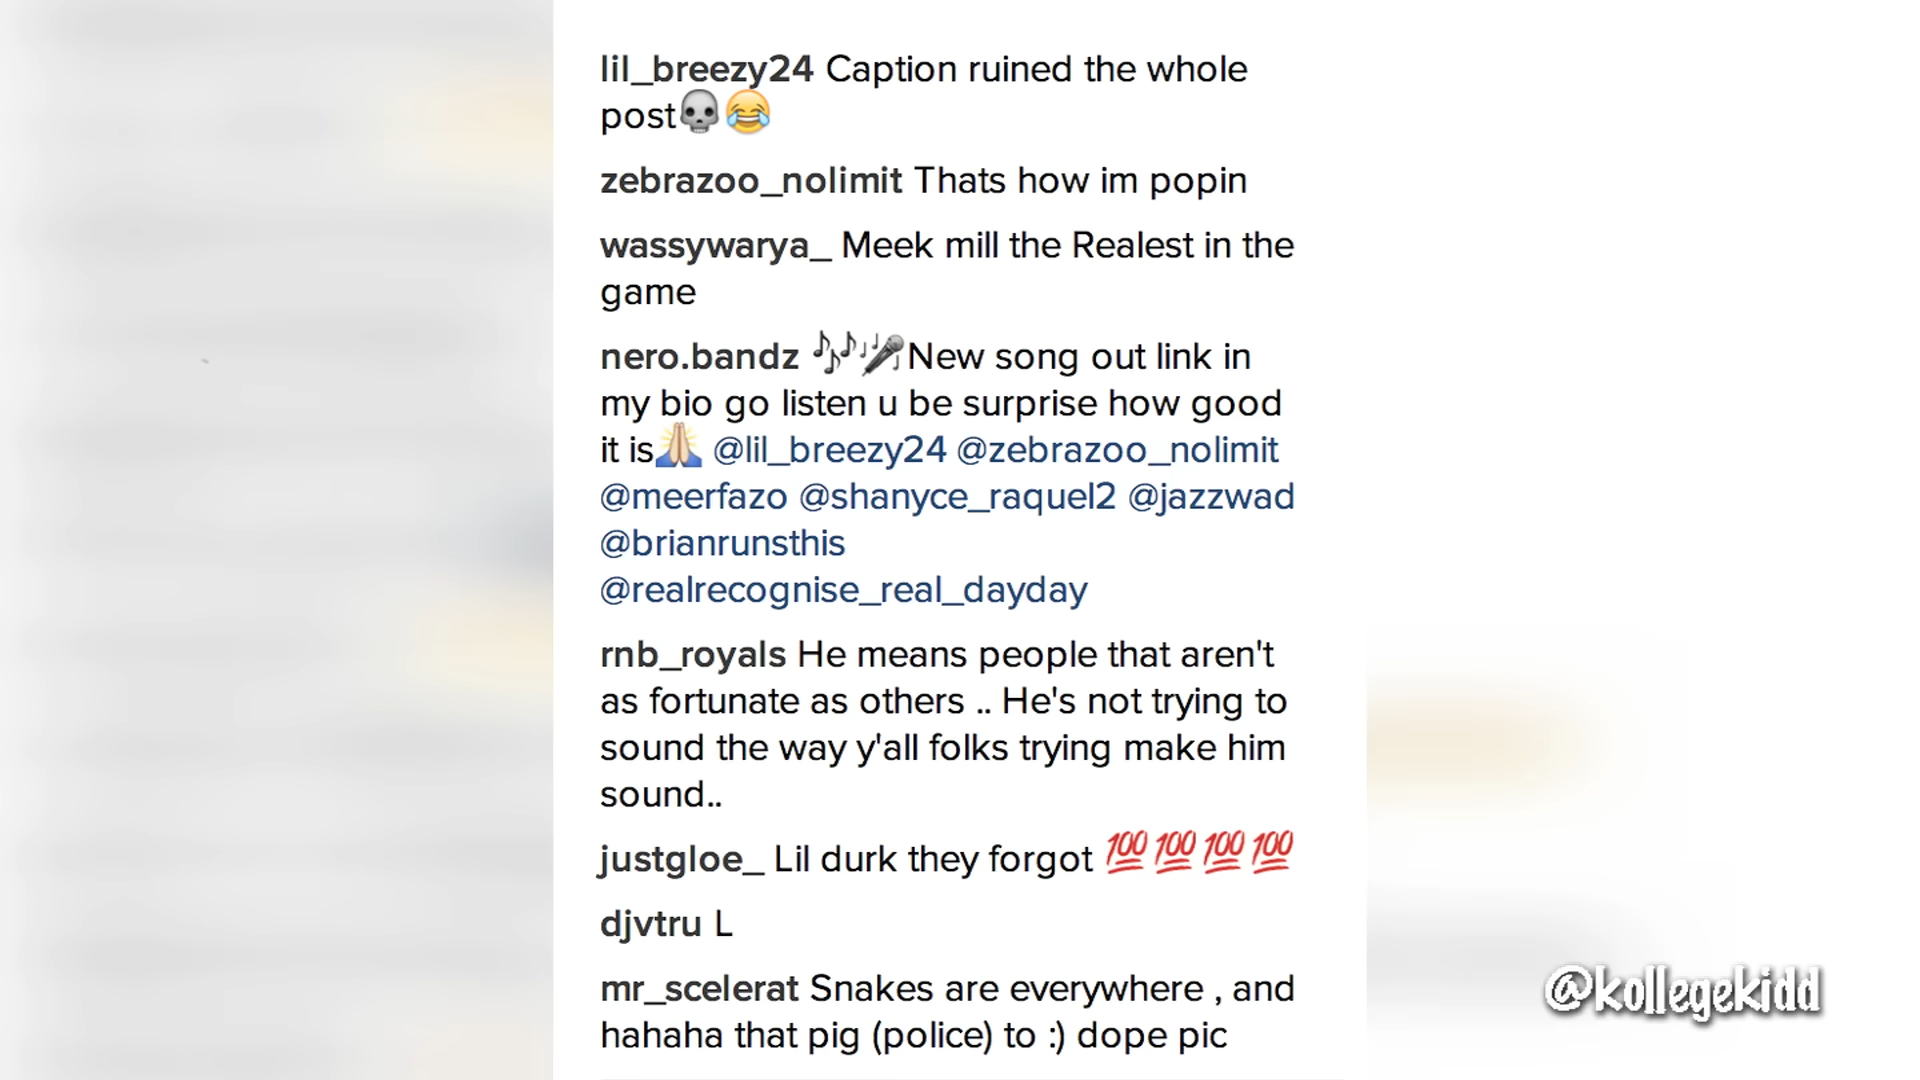 lil_breezy24 Caption ruined the whole
post💀😂
zebrazoo_nolimit Thats how im popin
wassywarya_ Meek mill the Realest in the
game
nero.bandz 🎶🎤New song out link in
my bio go listen u be surprise how good
it is🙏 @lil_breezy24 @zebrazoo_nolimit
@meerfazo @shanyce_raquel2 @jazzwad
@brianrunsthis
@realrecognise_real_dayday
rnb_royals He means people that aren't
as fortunate as others .. He's not trying to
sound the way y'all folks trying make him
sound..
justgloe_ Lil durk they forgot 💯💯💯💯
djvtru L
mr_scelerat Snakes are everywhere , and
hahaha that pig (police) to :) dope pic
@kollegekidd